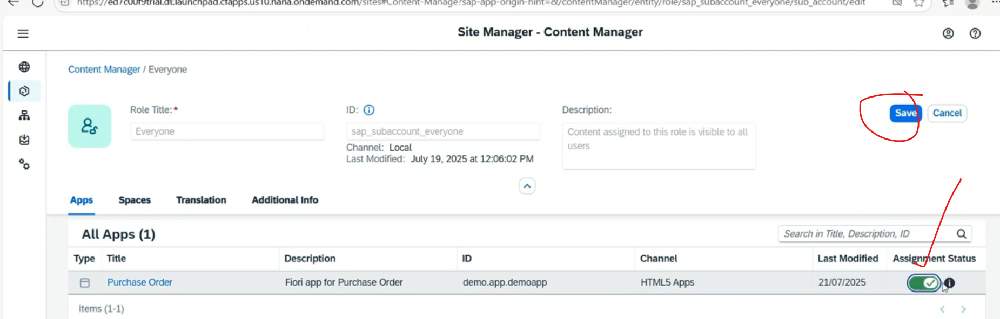 https://ed7c00f9trial.dt.launchpad.cfapps.us10.hana.ondemand.com/sites#Content-Manage?sap-app-origin-hint=&/contentManager/entity/role/sap_subaccount_everyone/sub_account/edit
Site Manager - Content Manager
Content Manager / Everyone
Role Title:*
ID:
Description:
Save
Cancel
Everyone
sap_subaccount_everyone
Content assigned to this role is visible to all
users
Channel: Local
Last Modified: July 19, 2025 at 12:06:02 PM
Apps
Spaces
Translation
Additional Info
All Apps (1)
Search in Title, Description, ID
Type Title Description ID Channel Last Modified Assignment Status
Purchase Order Fiori app for Purchase Order demo.app.demoapp HTML5 Apps 21/07/2025
Items (1-1)